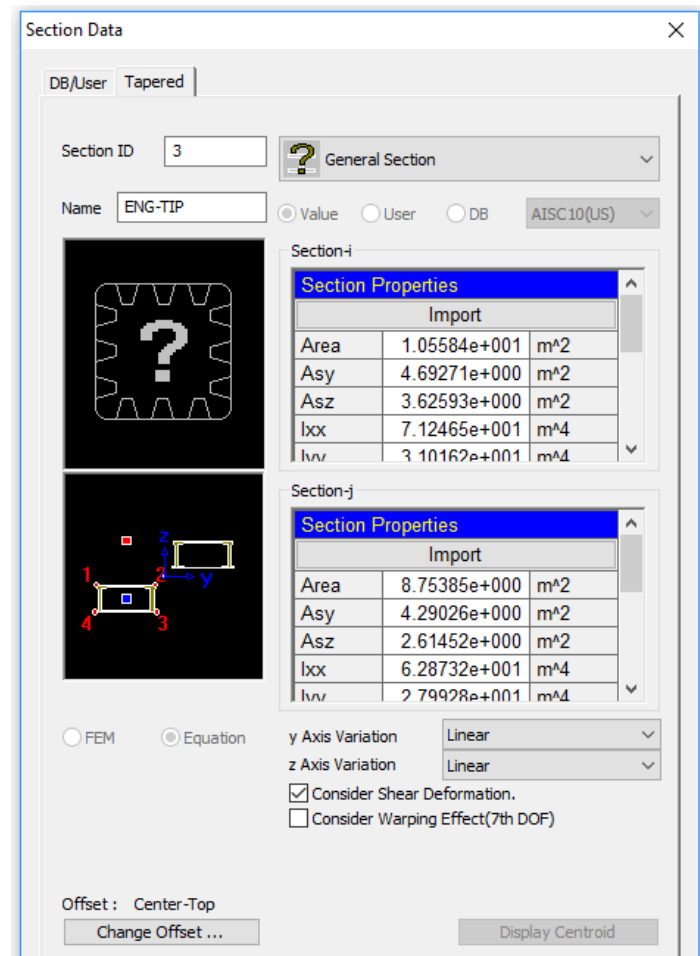 Section Data
DB/User Tapered
Section ID 3 General Section
Name ENG-TIP Value User DB AISC10(US)
Section-i
Section Properties
Import
Area 1.05584e+001 m^2
Asy 4.69271e+000 m^2
Asz 3.62593e+000 m^2
Ixx 7.12465e+001 m^4
Iyy 3.10162e+001 m^4
z
y
1 2
4 3
Section-j
Section Properties
Import
Area 8.75385e+000 m^2
Asy 4.29026e+000 m^2
Asz 2.61452e+000 m^2
Ixx 6.28732e+001 m^4
Iyy 2.79928e+001 m^4
FEM Equation y Axis Variation Linear
z Axis Variation Linear
Consider Shear Deformation.
Consider Warping Effect(7th DOF)
Offset : Center-Top
Change Offset ... Display Centroid